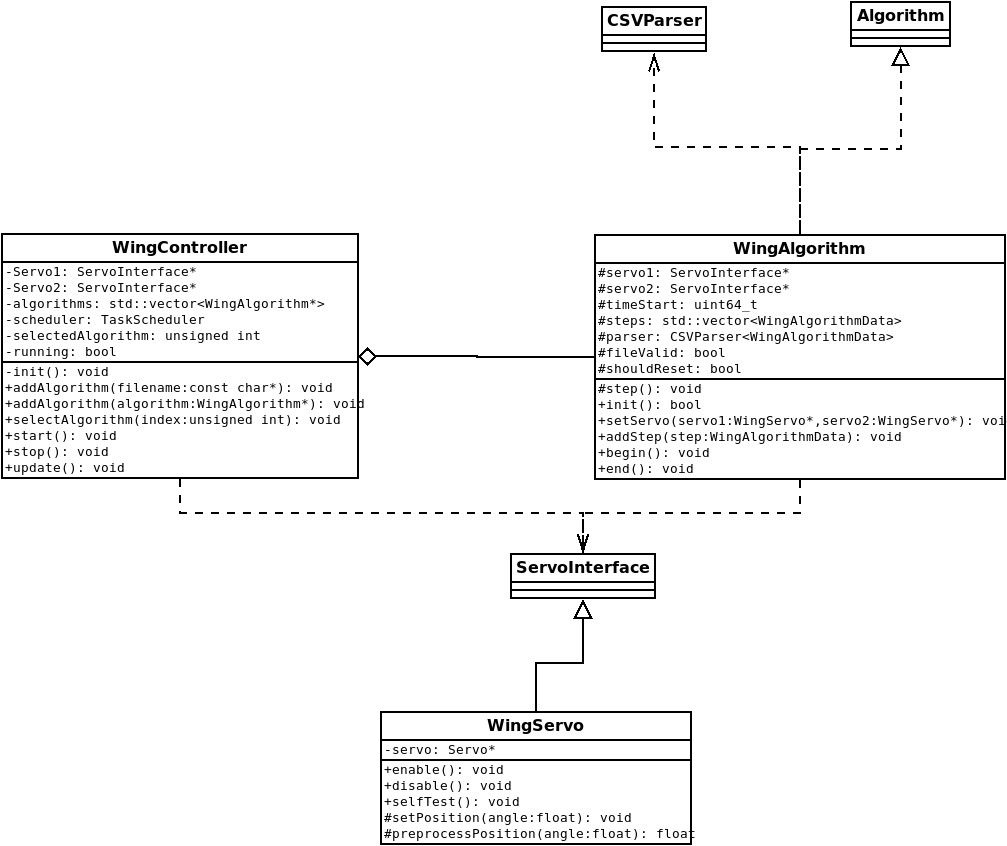 CSVParser
Algorithm
WingController
-Servo1: ServoInterface*
-Servo2: ServoInterface*
-algorithms: std::vector<WingAlgorithm*>
-scheduler: TaskScheduler
-selectedAlgorithm: unsigned int
-running: bool
-init(): void
+addAlgorithm(filename:const char*): void
+addAlgorithm(algorithm:WingAlgorithm*): void
+selectAlgorithm(index:unsigned int): void
+start(): void
+stop(): void
+update(): void
WingAlgorithm
#servo1: ServoInterface*
#servo2: ServoInterface*
#timeStart: uint64_t
#steps: std::vector<WingAlgorithmData>
#parser: CSVParser<WingAlgorithmData>
#fileValid: bool
#shouldReset: bool
#step(): void
+init(): bool
+setServo(servo1:WingServo*,servo2:WingServo*): voi
+addStep(step:WingAlgorithmData): void
+begin(): void
+end(): void
ServoInterface
WingServo
-servo: Servo*
+enable(): void
+disable(): void
+selfTest(): void
#setPosition(angle:float): void
#preprocessPosition(angle:float): float